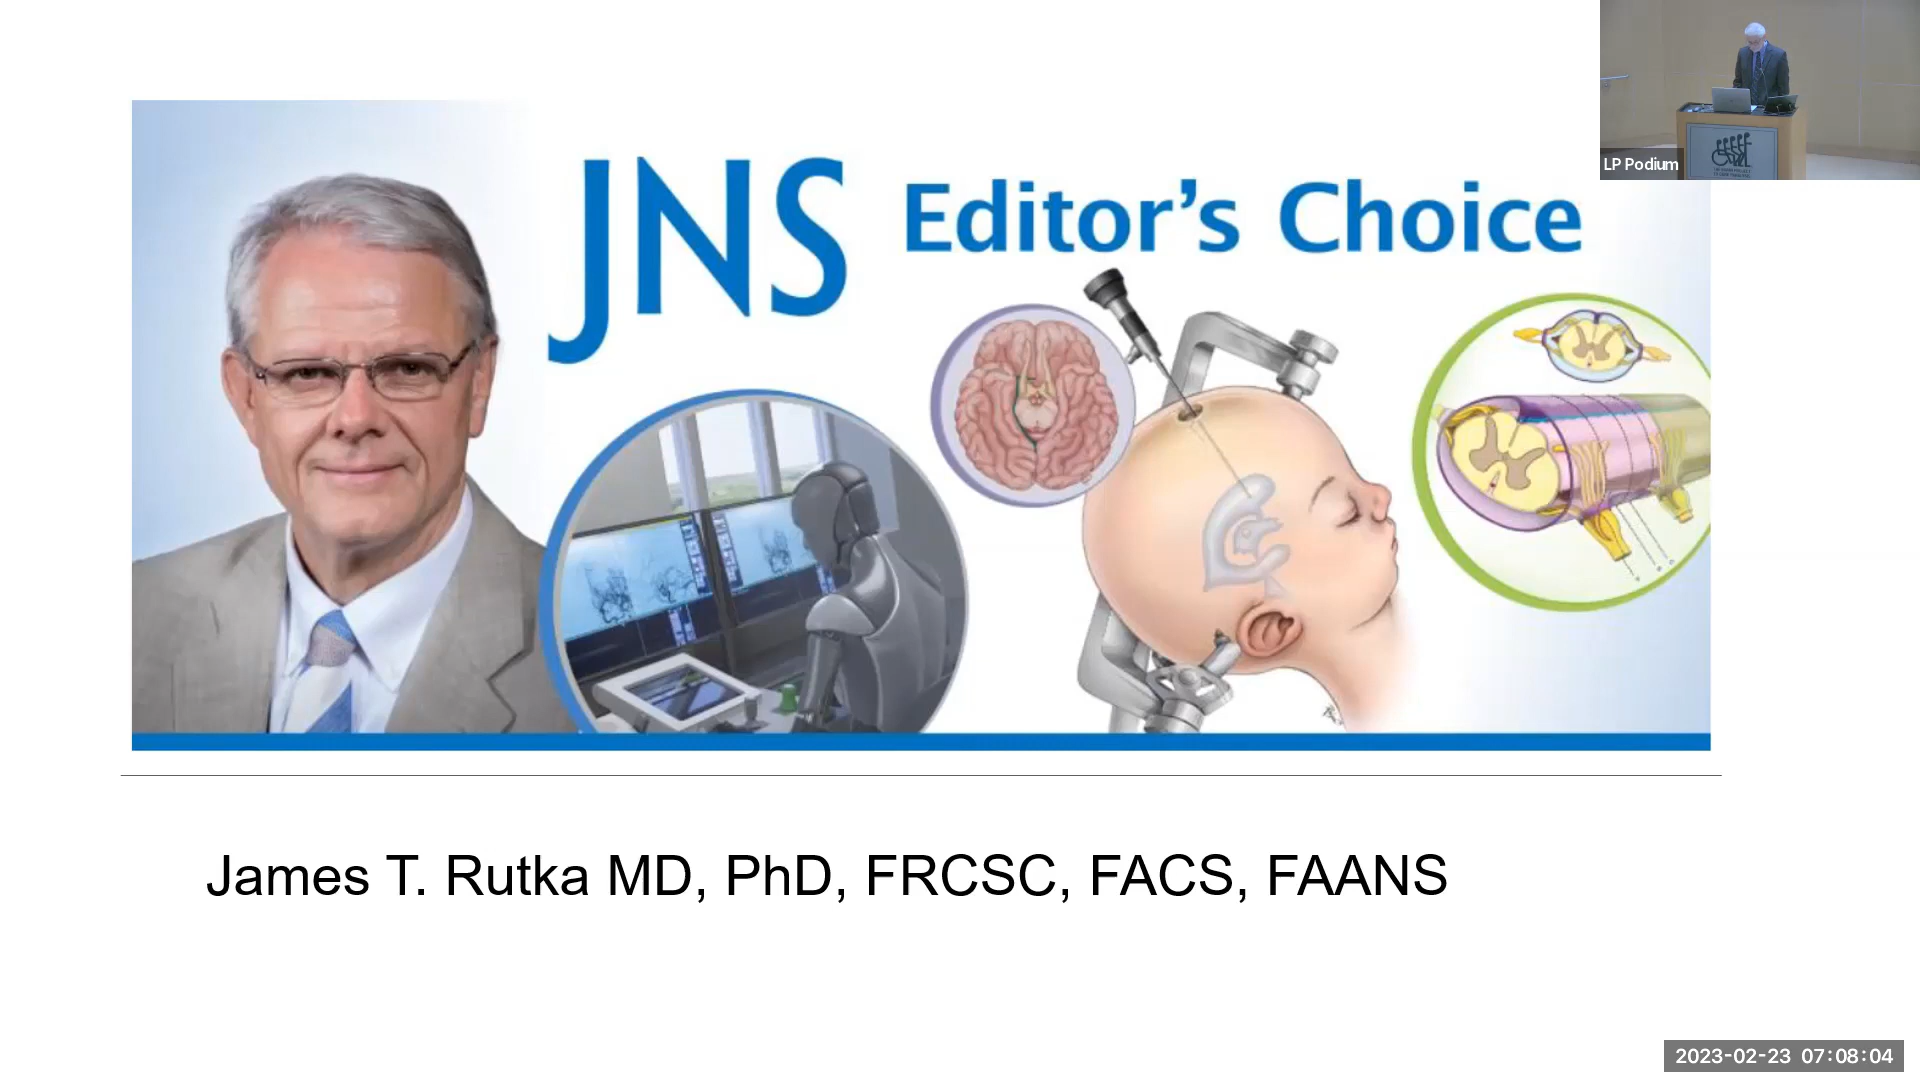 JNS Editor's Choice
LP Podium
James T. Rutka MD, PhD, FRCSC, FACS, FAANS
2023-02-23 07:08:04